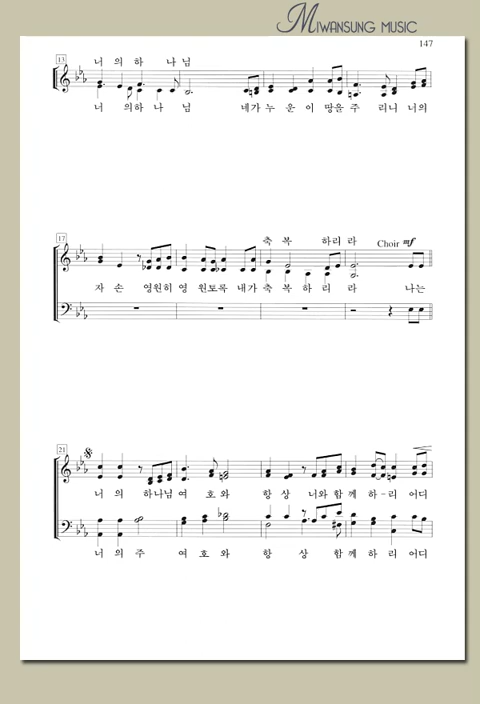 MIWANSUNG MUSIC
147
13
너 의 하 나 님
너 의하 나 님 네가 누 운 이 땅을 주 리니 너의
17
축 복 하리 라 Choir mf
자 손 영원히 영 원토록 내가 축 복 하 리 라 나는
21
너 의 하나님 여 호 와 항 상 너와 함 께 하 - 리 어디
너 의 주 여 호 와 항 상 함 께 하 리 어디